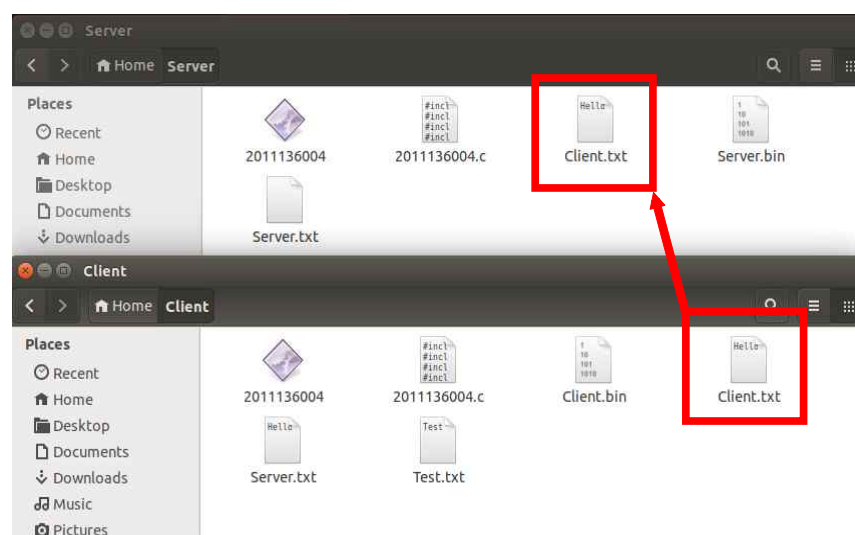 Server
Home Server
Places
Recent
Home
Desktop
Documents
Downloads
#incl
#incl
#incl
#incl
Hello
1
10
101
1010
2011136004 2011136004.c Client.txt Server.bin
Server.txt
Client
Home Client
Places
Recent
Home
Desktop
Documents
Downloads
Music
Pictures
#incl
#incl
#incl
#incl
1
10
101
1010
Hello
2011136004 2011136004.c Client.bin Client.txt
Hello Test
Server.txt Test.txt